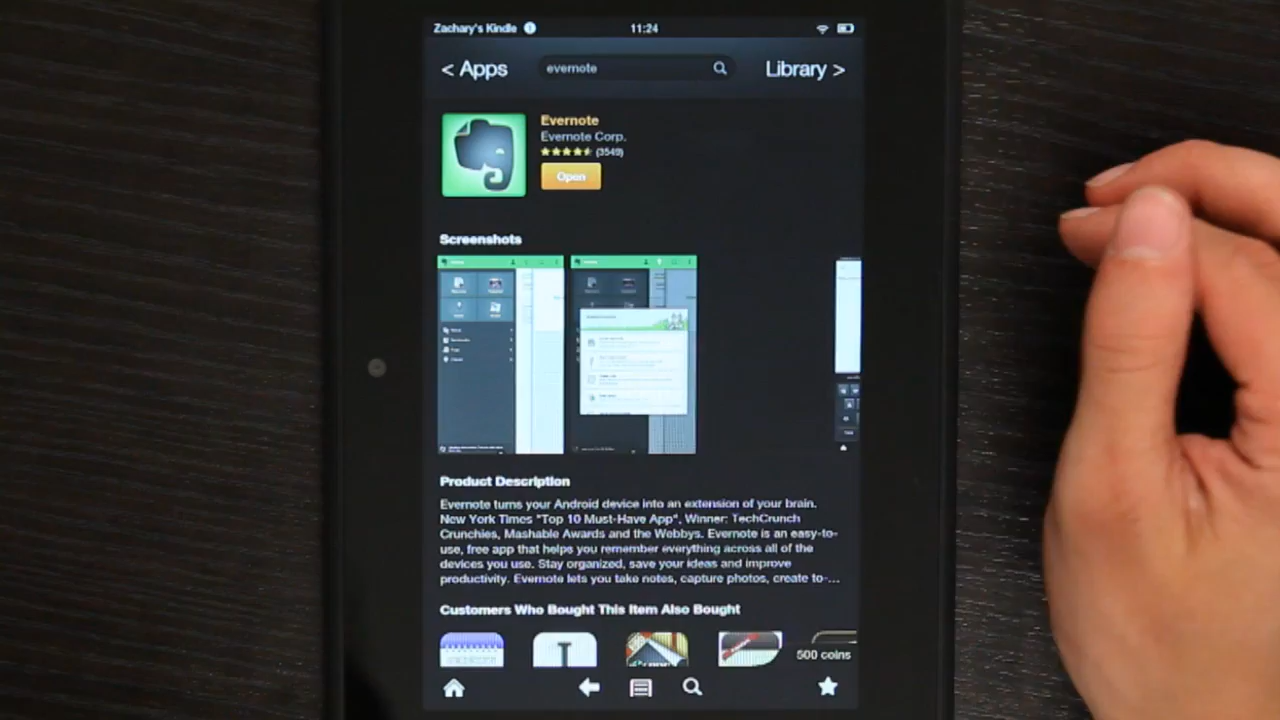 Zachary's Kindle 11:24
< Apps evernote Library >
Evernote
Evernote Corp.
(3549)
Open
Screenshots
Product Description
Evernote turns your Android device into an extension of your brain.
New York Times "Top 10 Must-Have App", Winner: TechCrunch
Crunchies, Mashable Awards and the Webbys. Evernote is an easy-to-
use, free app that helps you remember everything across all of the
devices you use. Stay organized, save your ideas and improve
productivity. Evernote lets you take notes, capture photos, create to-...
Customers Who Bought This Item Also Bought
500 coins